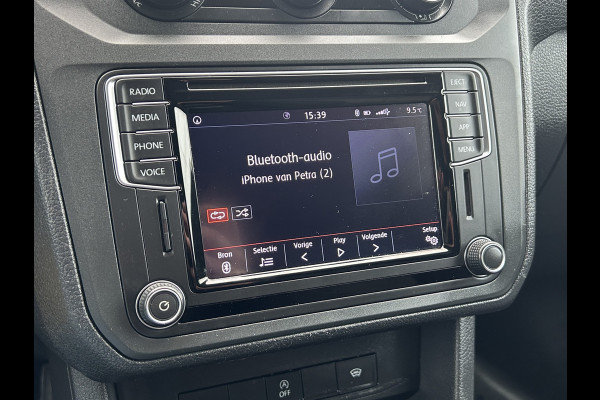 RADIO
MEDIA
PHONE
VOICE
EJECT
NAV
APP
MENU
15:39
9.5°C
Bluetooth-audio
iPhone van Petra (2)
Bron
Selectie
Vorige
Play
Volgende
Setup
A
OFF